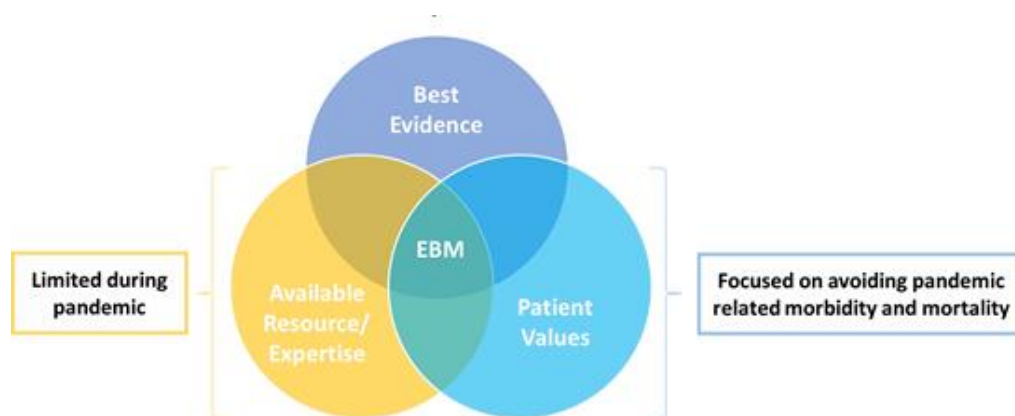 Best
Evidence
EBM
Available
Resource/
Expertise
Patient
Values
Limited during
pandemic
Focused on avoiding pandemic
related morbidity and mortality